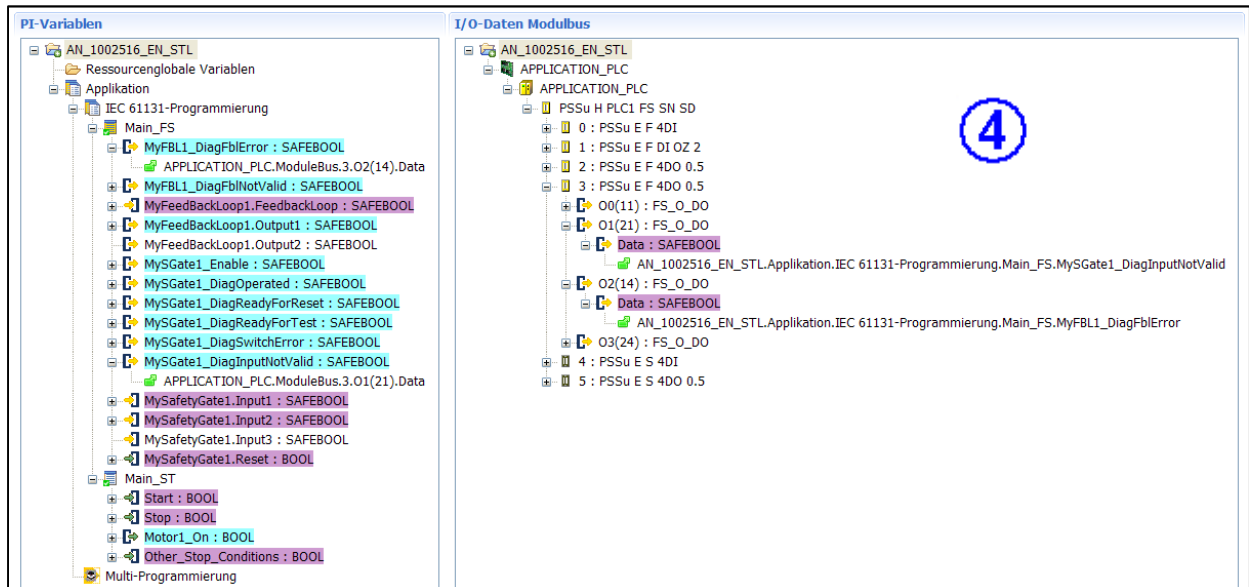 PI-Variablen
AN_1002516_EN_STL
Ressourcenglobale Variablen
Applikation
IEC 61131-Programmierung
Main_FS
MyFBL1_DiagFblError : SAFEBOOL
APPLICATION_PLC.ModuleBus.3.O2(14).Data
MyFBL1_DiagFblNotValid : SAFEBOOL
MyFeedBackLoop1.FeedbackLoop : SAFEBOOL
MyFeedBackLoop1.Output1 : SAFEBOOL
MyFeedBackLoop1.Output2 : SAFEBOOL
MySGate1_Enable : SAFEBOOL
MySGate1_DiagOperated : SAFEBOOL
MySGate1_DiagReadyForReset : SAFEBOOL
MySGate1_DiagReadyForTest : SAFEBOOL
MySGate1_DiagSwitchError : SAFEBOOL
MySGate1_DiagInputNotValid : SAFEBOOL
APPLICATION_PLC.ModuleBus.3.O1(21).Data
MySafetyGate1.Input1 : SAFEBOOL
MySafetyGate1.Input2 : SAFEBOOL
MySafetyGate1.Input3 : SAFEBOOL
MySafetyGate1.Reset : BOOL
Main_ST
Start : BOOL
Stop : BOOL
Motor1_On : BOOL
Other_Stop_Conditions : BOOL
Multi-Programmierung
I/O-Daten Modulbus
AN_1002516_EN_STL
APPLICATION_PLC
APPLICATION_PLC
PSSu H PLC1 FS SN SD
0 : PSSu E F 4DI
1 : PSSu E F DI OZ 2
2 : PSSu E F 4DO 0.5
3 : PSSu E F 4DO 0.5
O0(11) : FS_O_DO
O1(21) : FS_O_DO
Data : SAFEBOOL
AN_1002516_EN_STL.Applikation.IEC 61131-Programmierung.Main_FS.MySGate1_DiagInputNotValid
O2(14) : FS_O_DO
Data : SAFEBOOL
AN_1002516_EN_STL.Applikation.IEC 61131-Programmierung.Main_FS.MyFBL1_DiagFblError
O3(24) : FS_O_DO
4 : PSSu E S 4DI
5 : PSSu E S 4DO 0.5
4